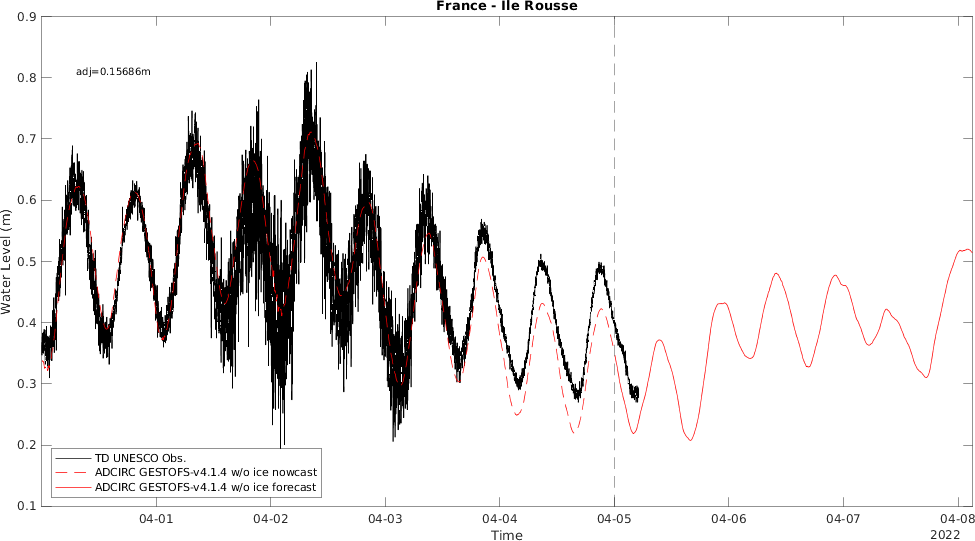 France - Ile Rousse
0.9
0.8
0.7
0.6
0.5
0.4
0.3
0.2
0.1
Water Level (m)
adj=0.15686m
TD UNESCO Obs.
ADCIRC GESTOFS-v4.1.4 w/o ice nowcast
ADCIRC GESTOFS-v4.1.4 w/o ice forecast
04-01 04-02 04-03 04-04 04-05 04-06 04-07 04-08
Time
2022